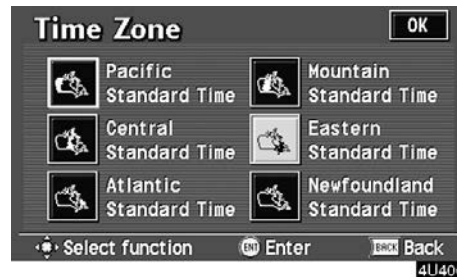 Time Zone
OK
Pacific
Standard Time
Mountain
Standard Time
Central
Standard Time
Eastern
Standard Time
Atlantic
Standard Time
Newfoundland
Standard Time
Select function
ENT Enter
BACK Back
4U40